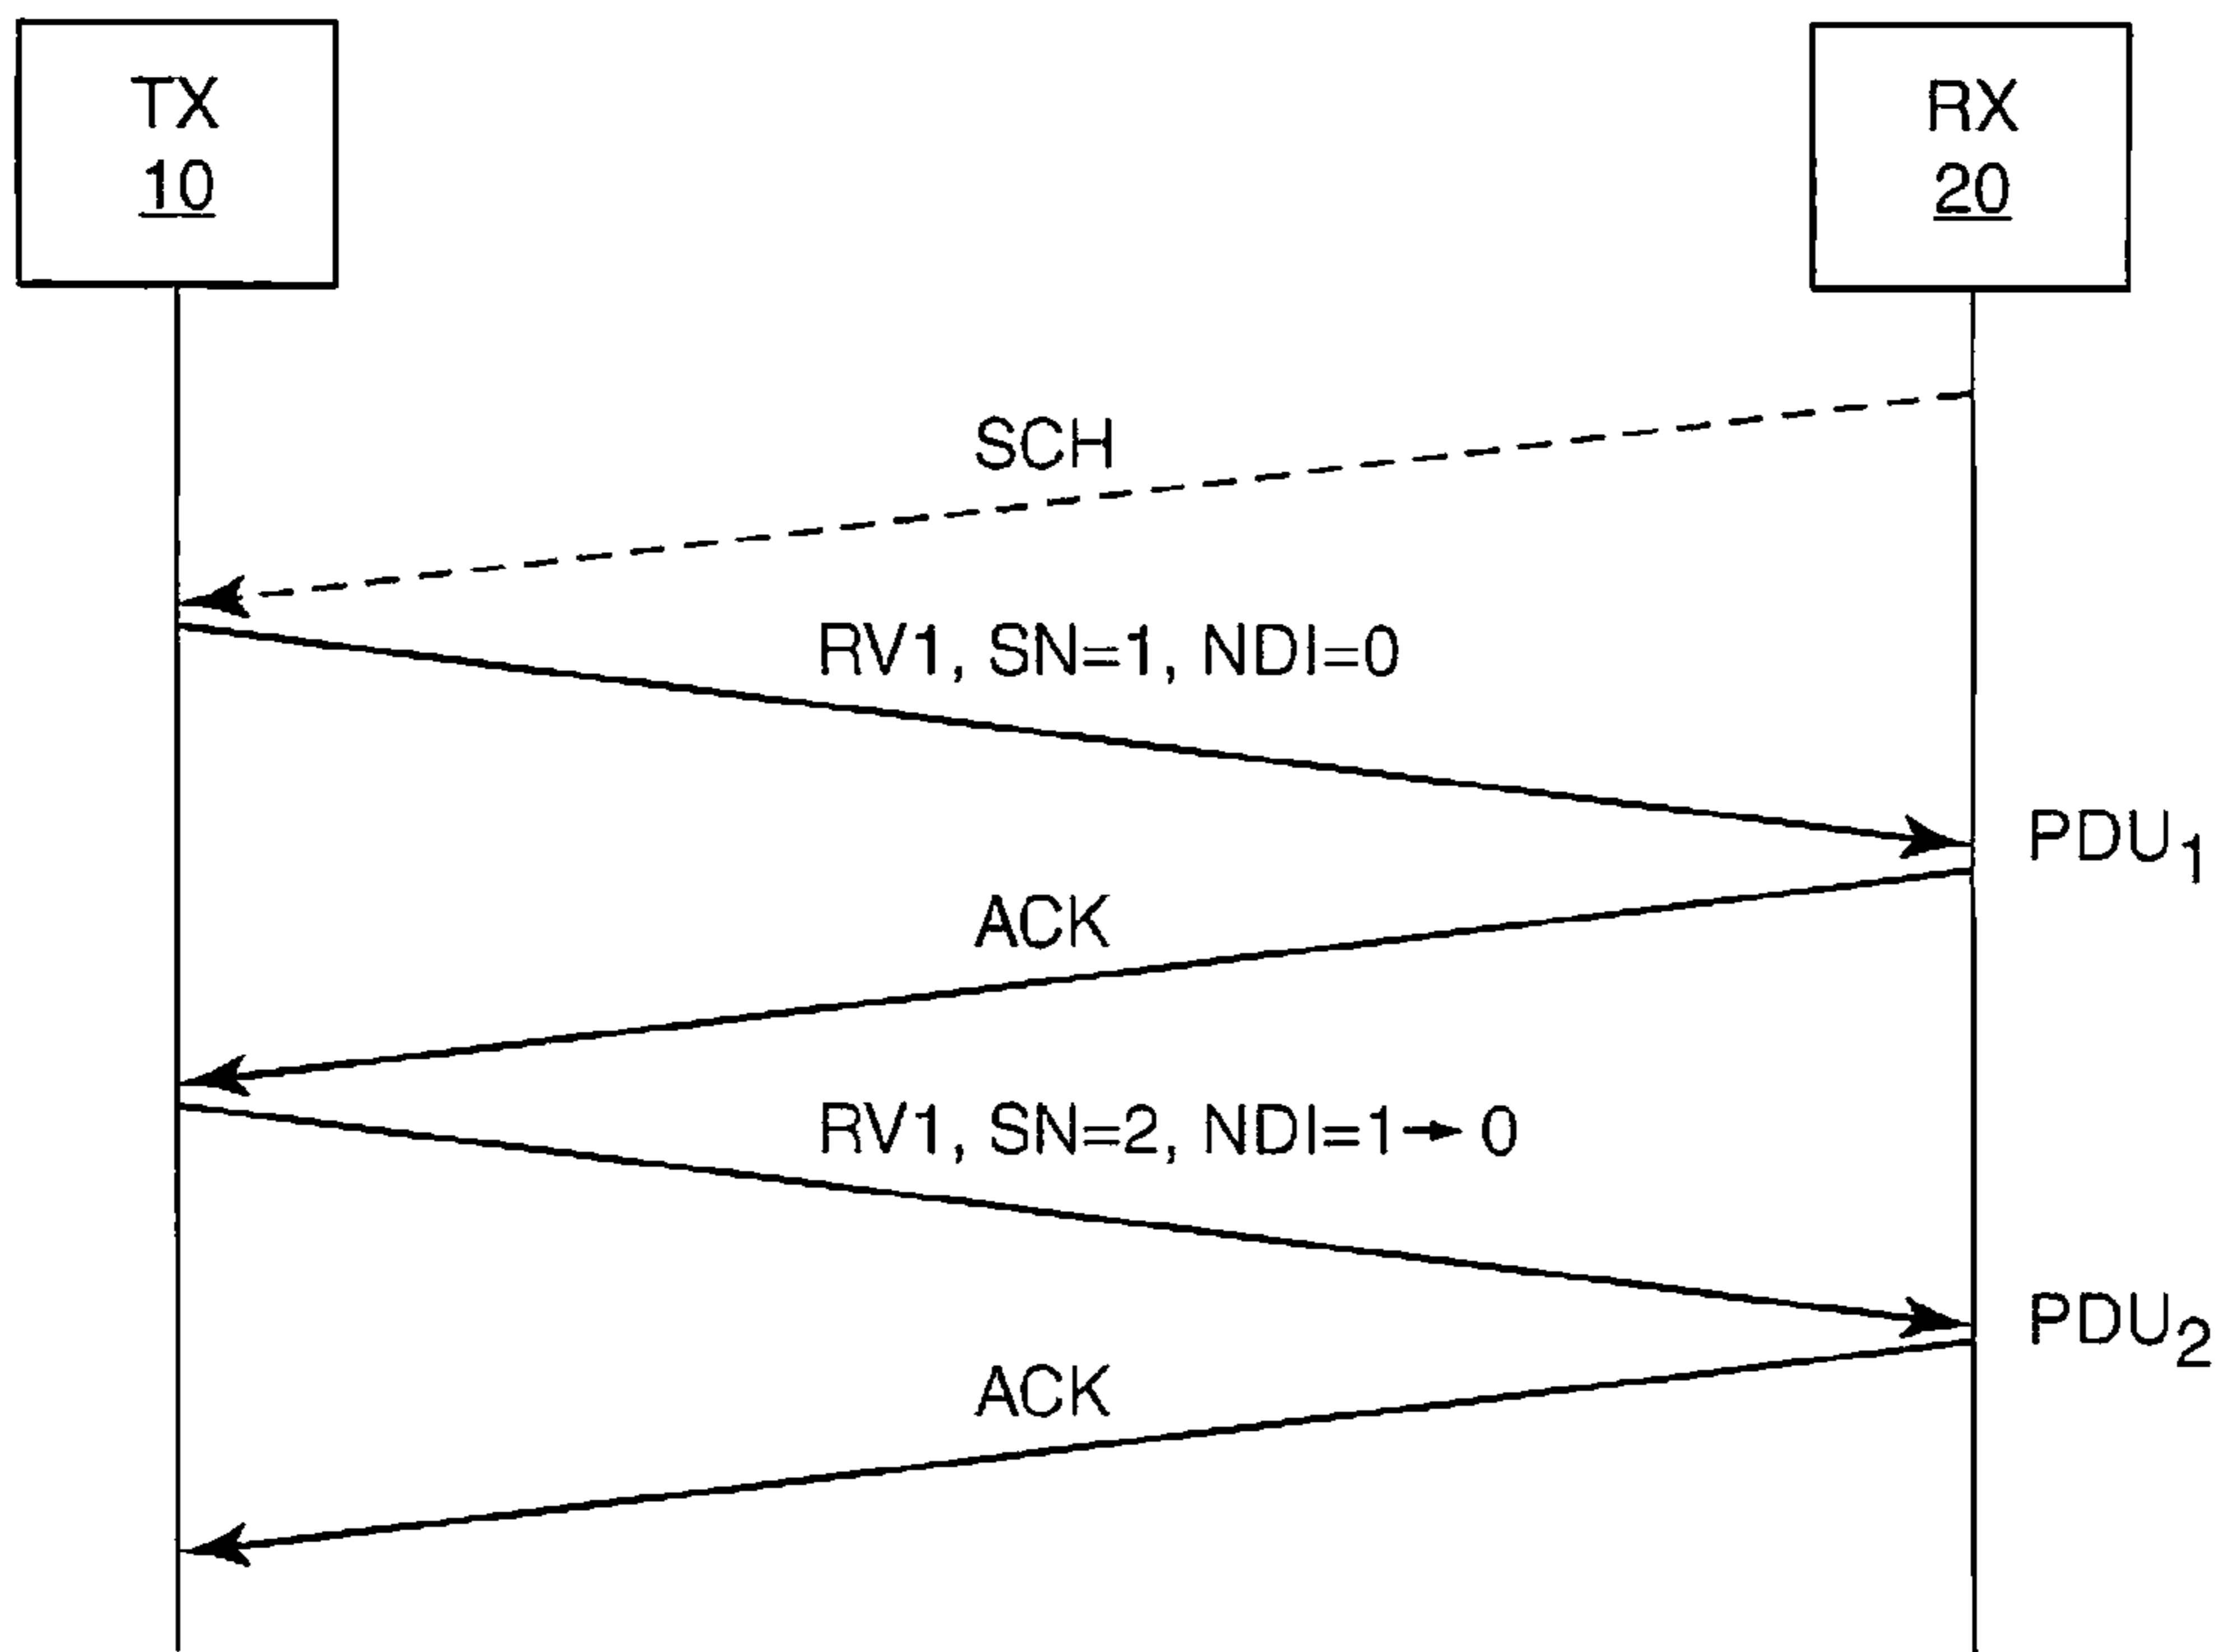 TX
10
RX
20
SCH
RV1, SN=1, NDI=0
PDU1
ACK
RV1, SN=2, NDI=1→0
PDU2
ACK